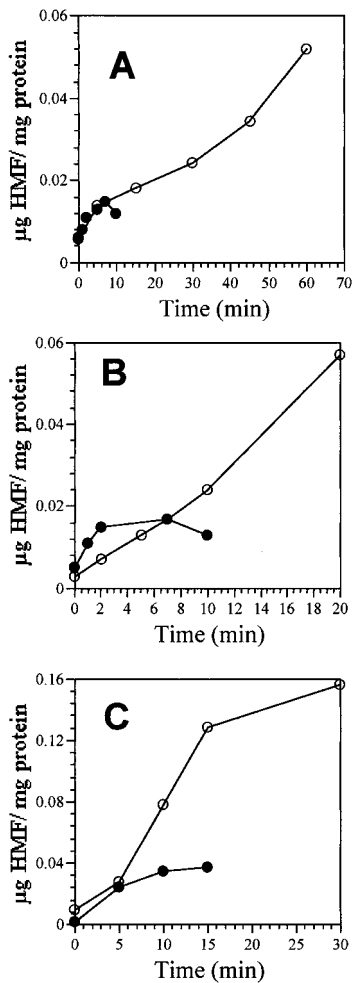 0.06
A
0.04
0.02
0
µg HMF/ mg protein
0 10 20 30 40 50 60 70
Time (min)
0.06
B
0.04
0.02
0
µg HMF/ mg protein
0 2 4 6 8 10 12 14 16 18 20
Time (min)
0.16
C
0.12
0.08
0.04
0
µg HMF/ mg protein
0 5 10 15 20 25 30
Time (min)